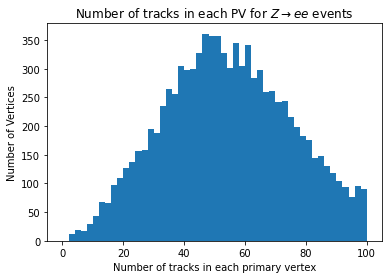 Number of tracks in each PV for Z → ee events
Number of Vertices
350
300
250
200
150
100
50
0
0 20 40 60 80 100
Number of tracks in each primary vertex